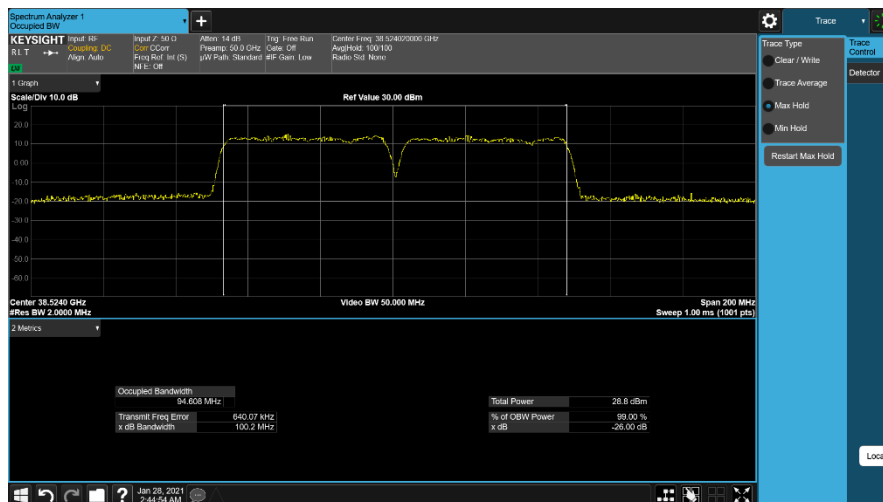 Spectrum Analyzer 1
Occupied BW
+
Trace
KEYSIGHT
RLT
Input: RF
Coupling: DC
Align: Auto
Input Z: 50 Ω
Corr CCorr
Freq Ref: Int (S)
NFE: Off
Atten: 14 dB
Preamp: 50.0 GHz
µW Path: Standard
Trig: Free Run
Gate: Off
#IF Gain: Low
Center Freq: 38.524020000 GHz
Avg|Hold: 100/100
Radio Std: None
1 Graph
Scale/Div 10.0 dB
Ref Value 30.00 dBm
Log
20.0
10.0
0.00
-10.0
-20.0
-30.0
-40.0
-50.0
-60.0
Center 38.5240 GHz
#Res BW 2.0000 MHz
Video BW 50.000 MHz
Span 200 MHz
Sweep 1.00 ms (1001 pts)
2 Metrics
Occupied Bandwidth
94.608 MHz
Transmit Freq Error 640.07 kHz
x dB Bandwidth 100.2 MHz
Total Power 28.8 dBm
% of OBW Power 99.00 %
x dB -26.00 dB
Trace Type
Clear / Write
Trace Average
Max Hold
Min Hold
Restart Max Hold
Trace
Control
Detector
Loca
?
Jan 28, 2021
2:44:54 AM